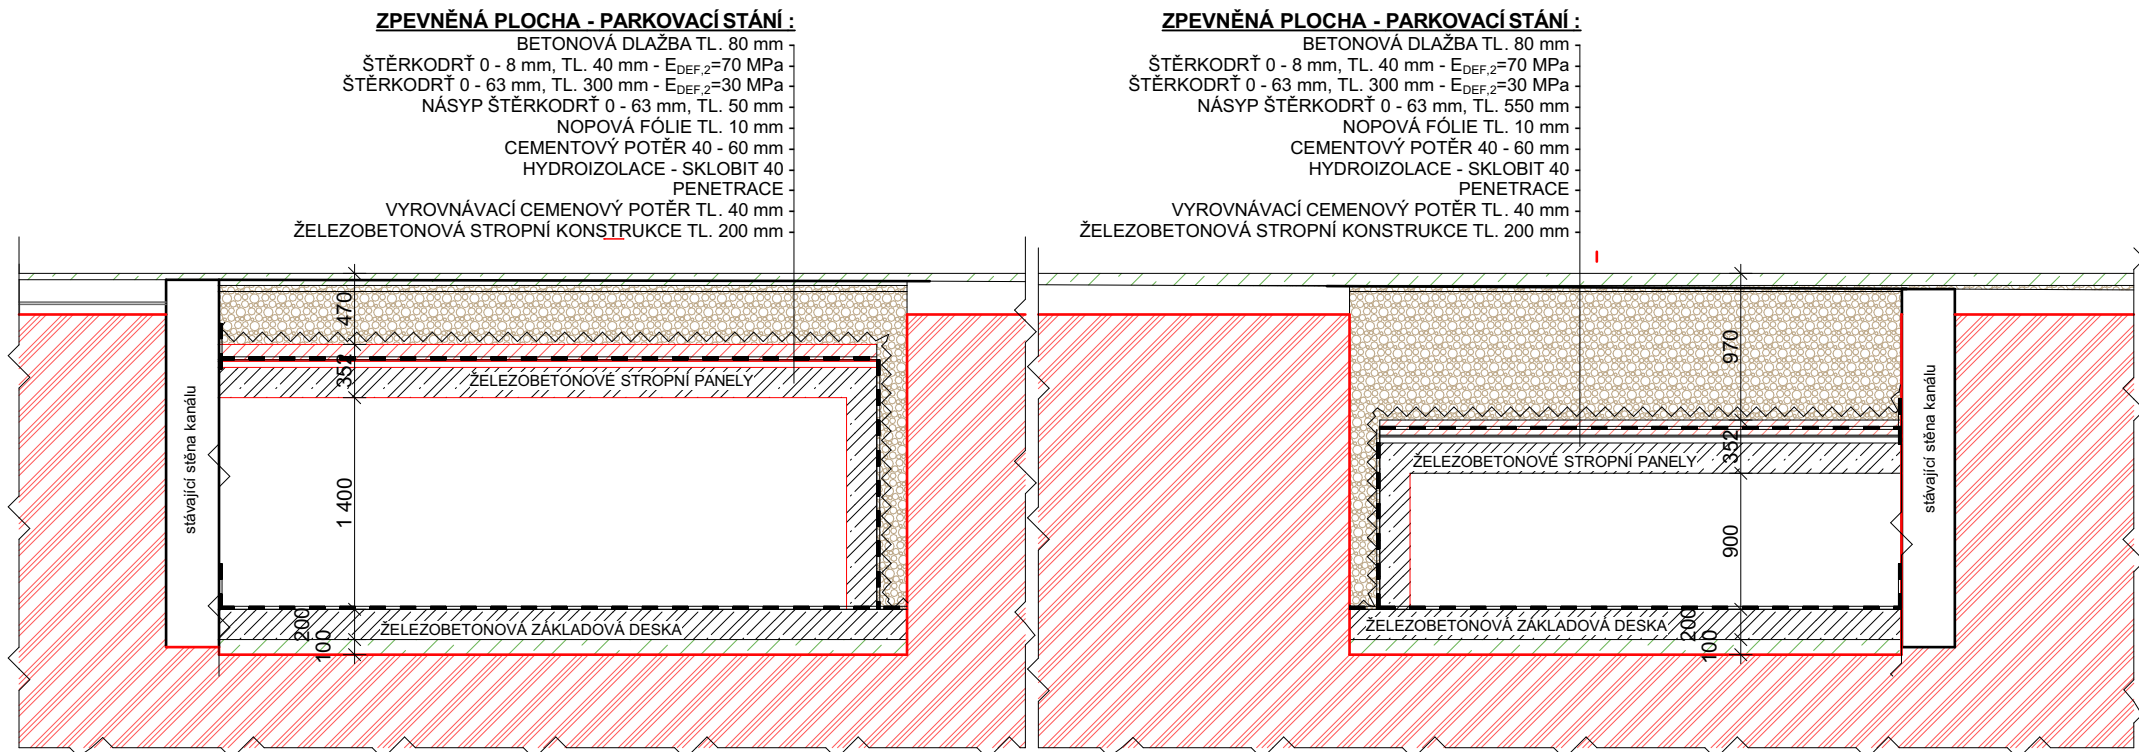 ZPEVNĚNÁ PLOCHA - PARKOVACÍ STÁNÍ :
BETONOVÁ DLAŽBA TL. 80 mm
ŠTĚRKODRŤ 0 - 8 mm, TL. 40 mm - EDEF,2=70 MPa
ŠTĚRKODRŤ 0 - 63 mm, TL. 300 mm - EDEF,2=30 MPa
NÁSYP ŠTĚRKODRŤ 0 - 63 mm, TL. 50 mm
NOPOVÁ FÓLIE TL. 10 mm
CEMENTOVÝ POTĚR 40 - 60 mm
HYDROIZOLACE - SKLOBIT 40
PENETRACE
VYROVNÁVACÍ CEMENOVÝ POTĚR TL. 40 mm
ŽELEZOBETONOVÁ STROPNÍ KONSTRUKCE TL. 200 mm
470
352
ŽELEZOBETONOVÉ STROPNÍ PANELY
stávající stěna kanálu
1 400
200
100
ŽELEZOBETONOVÁ ZÁKLADOVÁ DESKA
ZPEVNĚNÁ PLOCHA - PARKOVACÍ STÁNÍ :
BETONOVÁ DLAŽBA TL. 80 mm
ŠTĚRKODRŤ 0 - 8 mm, TL. 40 mm - EDEF,2=70 MPa
ŠTĚRKODRŤ 0 - 63 mm, TL. 300 mm - EDEF,2=30 MPa
NÁSYP ŠTĚRKODRŤ 0 - 63 mm, TL. 550 mm
NOPOVÁ FÓLIE TL. 10 mm
CEMENTOVÝ POTĚR 40 - 60 mm
HYDROIZOLACE - SKLOBIT 40
PENETRACE
VYROVNÁVACÍ CEMENOVÝ POTĚR TL. 40 mm
ŽELEZOBETONOVÁ STROPNÍ KONSTRUKCE TL. 200 mm
970
352
ŽELEZOBETONOVÉ STROPNÍ PANELY
stávající stěna kanálu
900
200
100
ŽELEZOBETONOVÁ ZÁKLADOVÁ DESKA